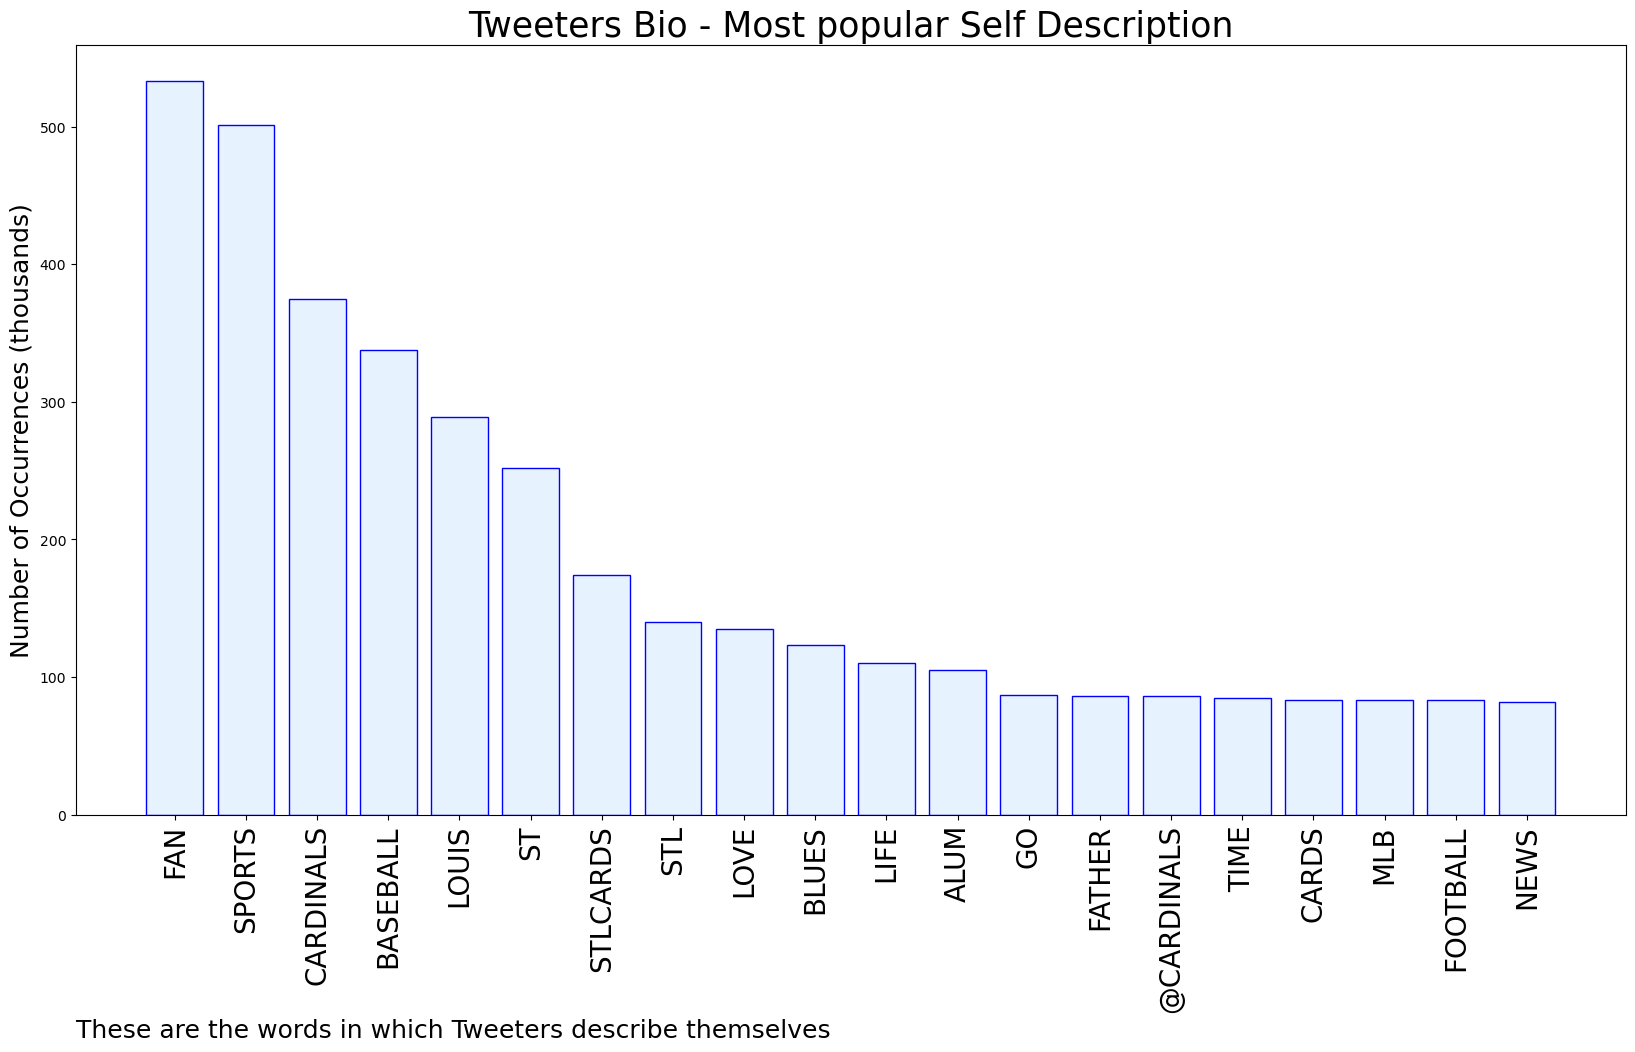 Tweeters Bio - Most popular Self Description
Number of Occurrences (thousands)
500
400
300
200
100
0
FAN
SPORTS
CARDINALS
BASEBALL
LOUIS
ST
STLCARDS
STL
LOVE
BLUES
LIFE
ALUM
GO
FATHER
@CARDINALS
TIME
CARDS
MLB
FOOTBALL
NEWS
These are the words in which Tweeters describe themselves